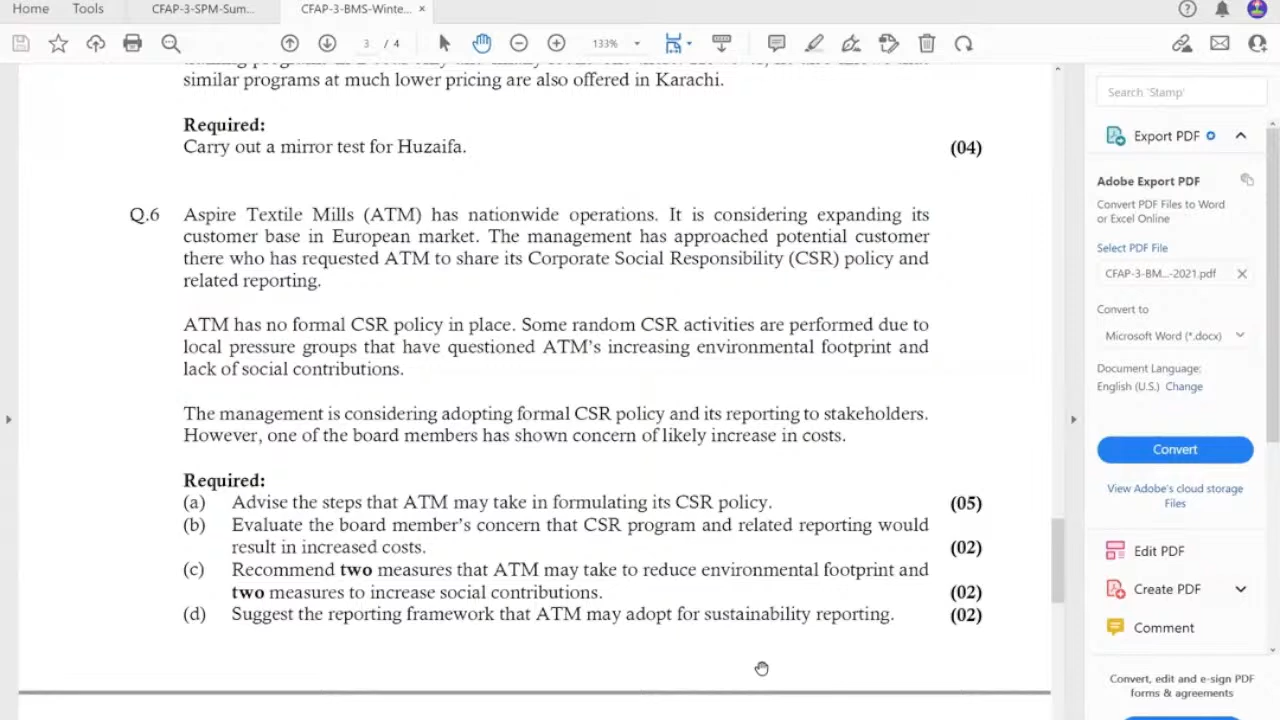 Home Tools CFAP-3-SPM-Sum... CFAP-3-BMS-Winte... ×
3 / 4 133%
similar programs at much lower pricing are also offered in Karachi.
Required:
Carry out a mirror test for Huzaifa. (04)
Q.6 Aspire Textile Mills (ATM) has nationwide operations. It is considering expanding its
customer base in European market. The management has approached potential customer
there who has requested ATM to share its Corporate Social Responsibility (CSR) policy and
related reporting.
ATM has no formal CSR policy in place. Some random CSR activities are performed due to
local pressure groups that have questioned ATM's increasing environmental footprint and
lack of social contributions.
The management is considering adopting formal CSR policy and its reporting to stakeholders.
However, one of the board members has shown concern of likely increase in costs.
Required:
(a) Advise the steps that ATM may take in formulating its CSR policy. (05)
(b) Evaluate the board member's concern that CSR program and related reporting would
result in increased costs. (02)
(c) Recommend two measures that ATM may take to reduce environmental footprint and
two measures to increase social contributions. (02)
(d) Suggest the reporting framework that ATM may adopt for sustainability reporting. (02)
Search 'Stamp'
Export PDF
Adobe Export PDF
Convert PDF Files to Word
or Excel Online
Select PDF File
CFAP-3-BM...-2021.pdf ×
Convert to
Microsoft Word (*.docx)
Document Language:
English (U.S.) Change
Convert
View Adobe's cloud storage
Files
Edit PDF
Create PDF
Comment
Convert, edit and e-sign PDF
forms & agreements